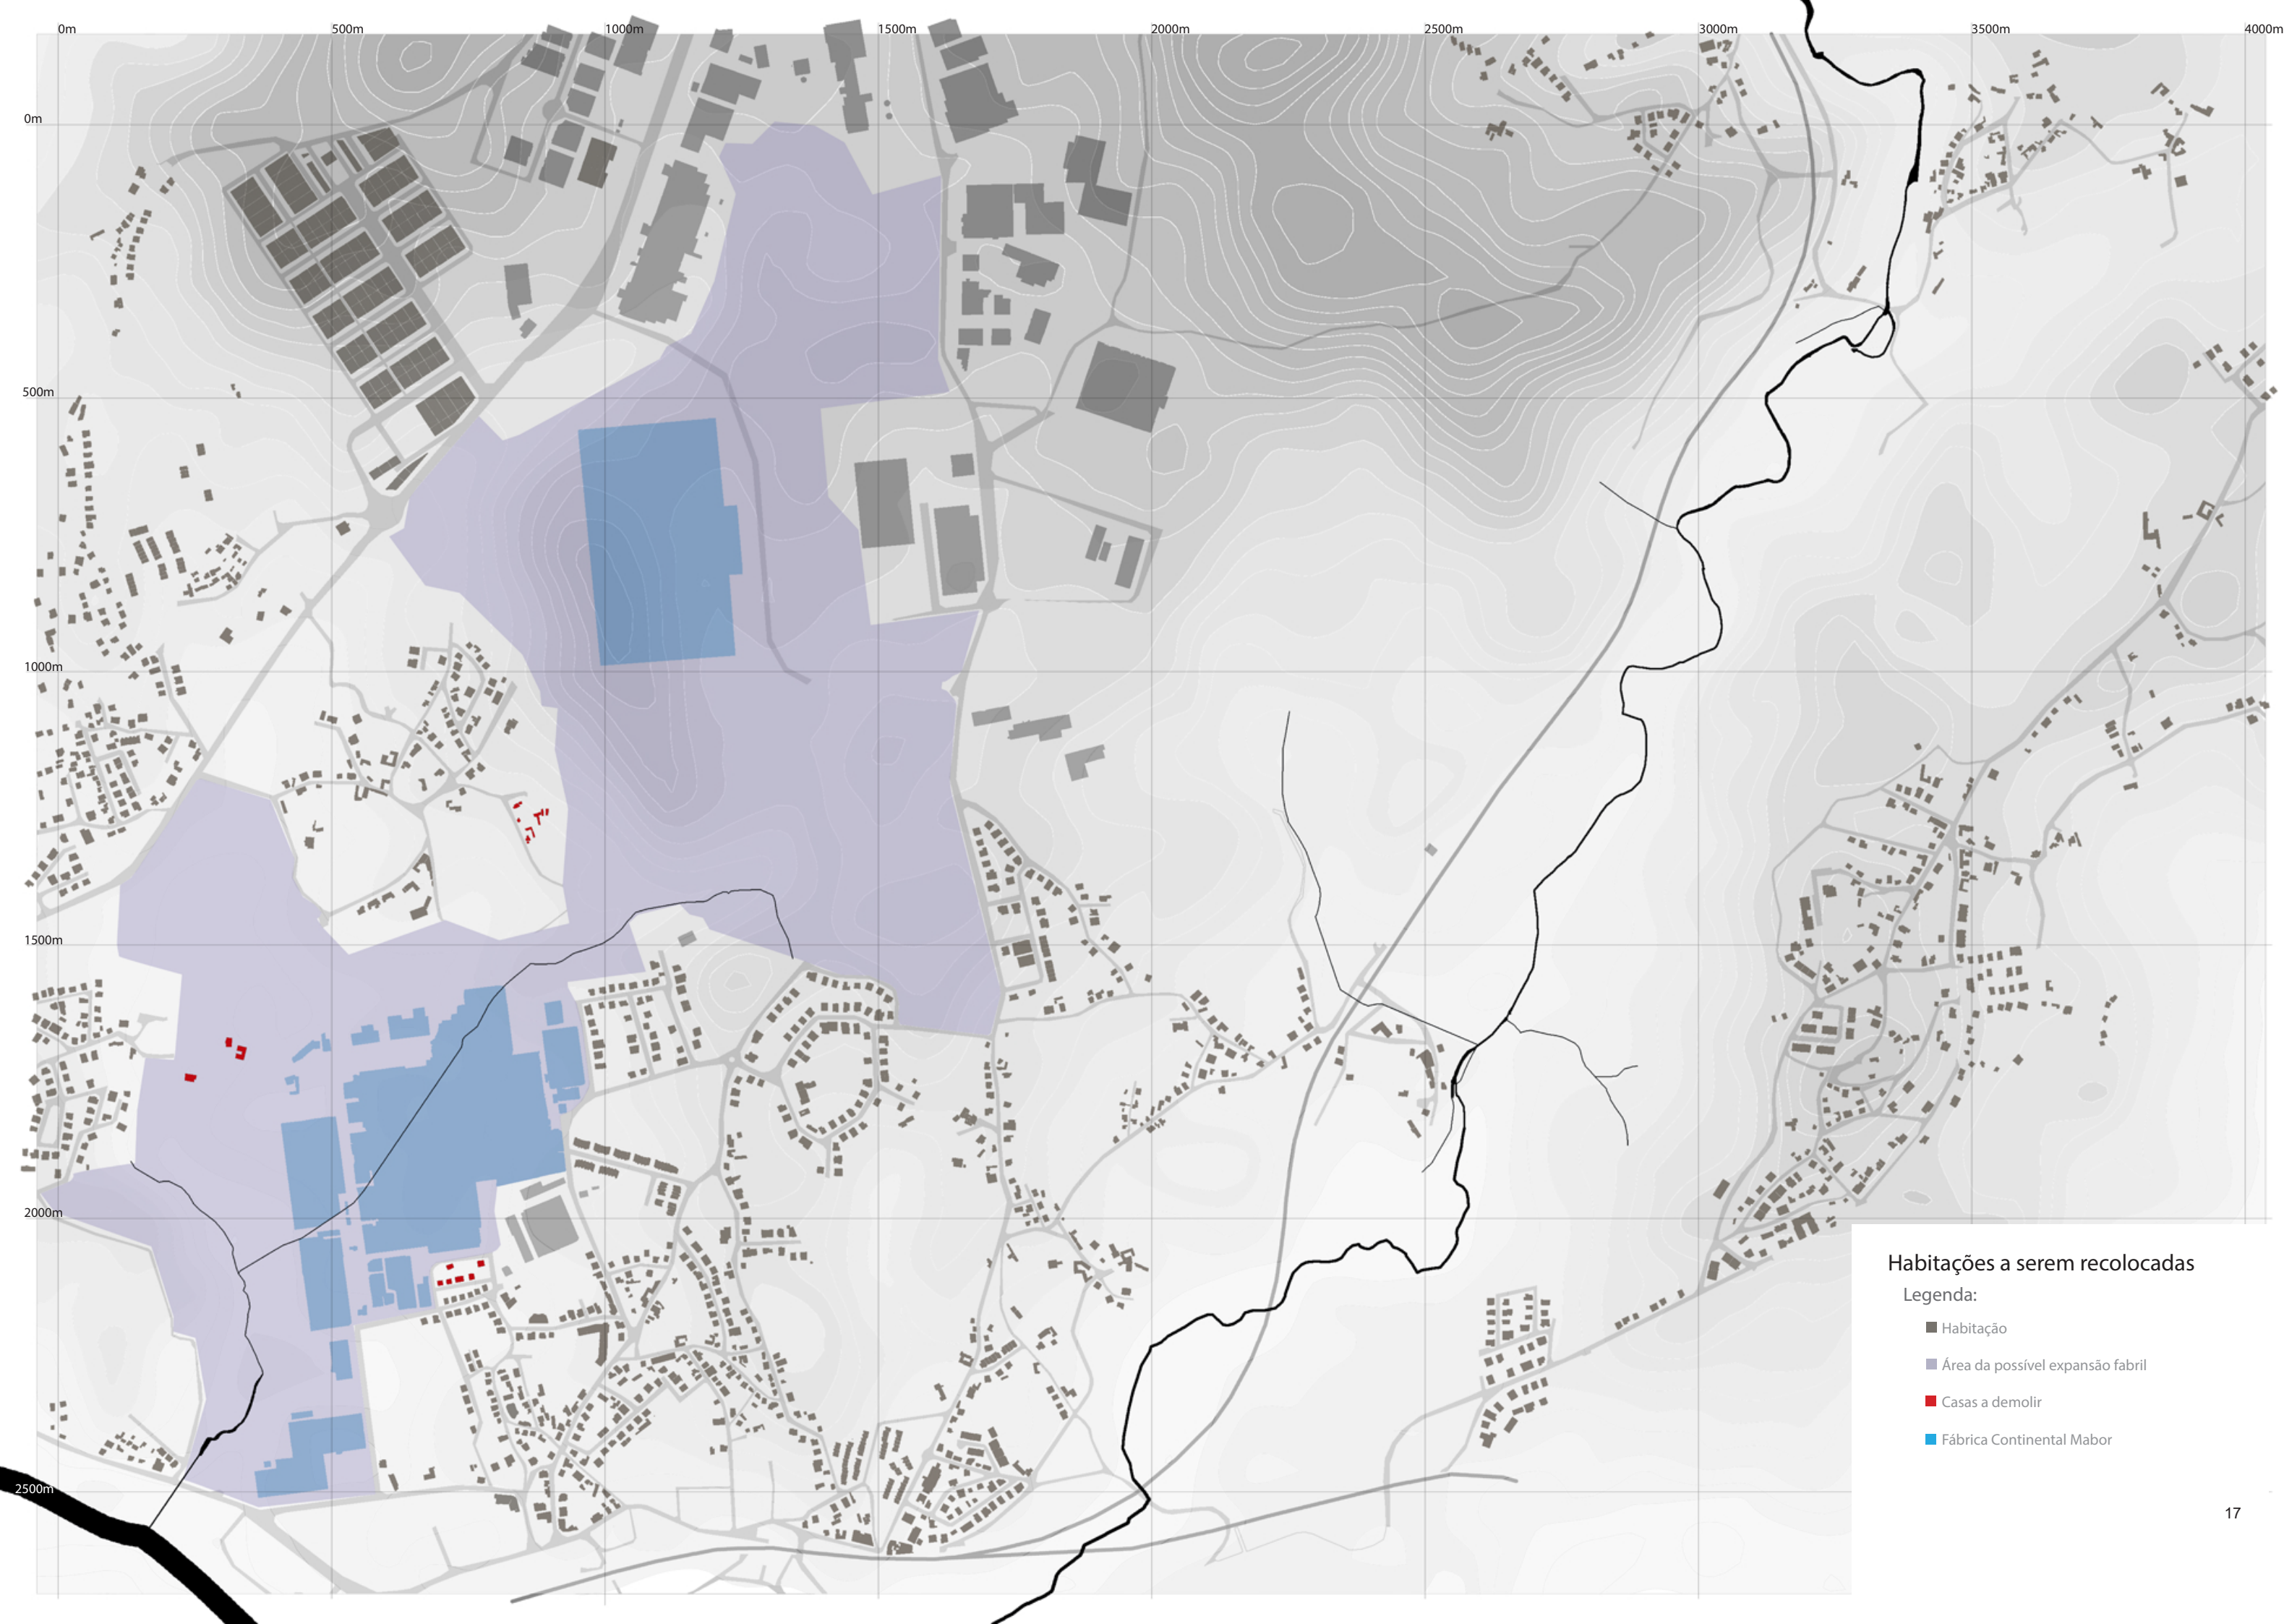 0m 500m 1000m 1500m 2000m 2500m 3000m 3500m 4000m
0m
500m
1000m
1500m
2000m
2500m
Habitações a serem recolocadas
Legenda:
Habitação
Área da possível expansão fabril
Casas a demolir
Fábrica Continental Mabor
17